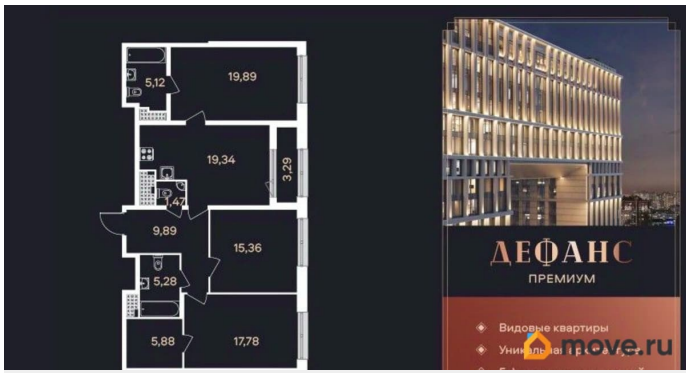 5,12
19,89
19,34
3,29
1,47
9,89
15,36
5,28
5,88
17,78
ДЕФАНС
ПРЕМИУМ
Видовые квартиры
move.ru